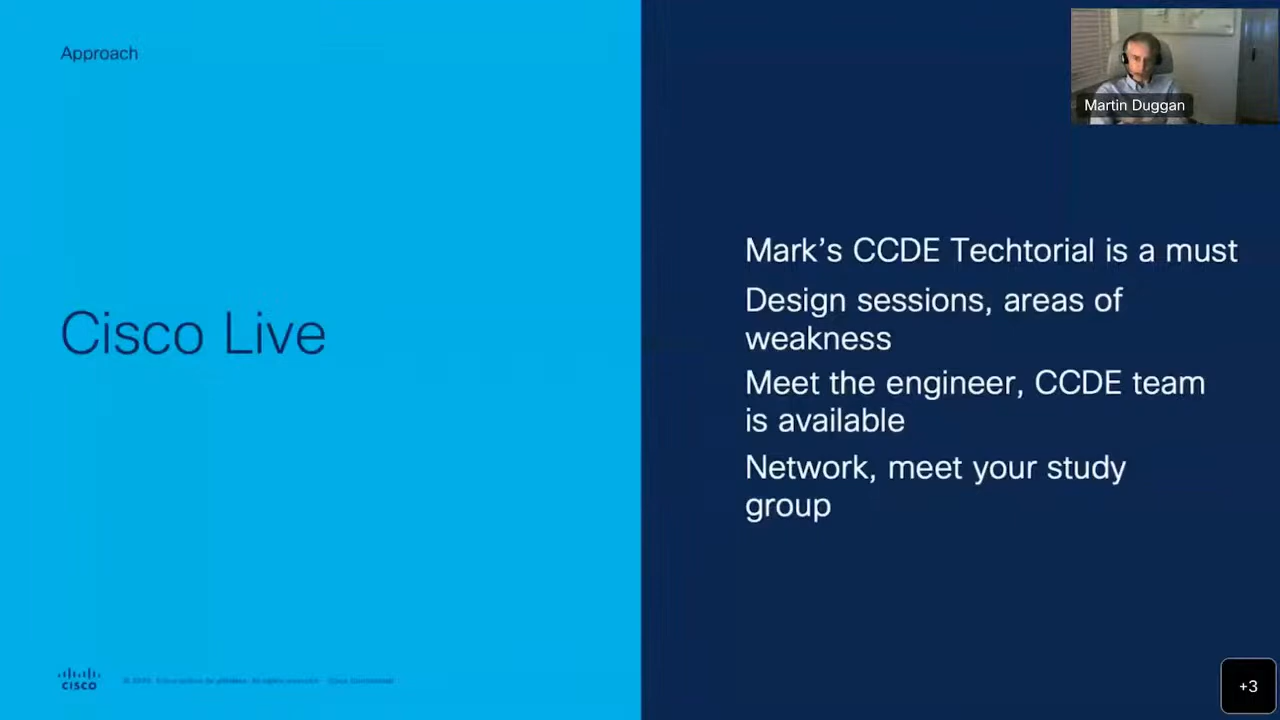 Approach
Martin Duggan
Mark’s CCDE Techtorial is a must
Design sessions, areas of
weakness
Cisco Live
Meet the engineer, CCDE team
is available
Network, meet your study
group
CISCO
+3